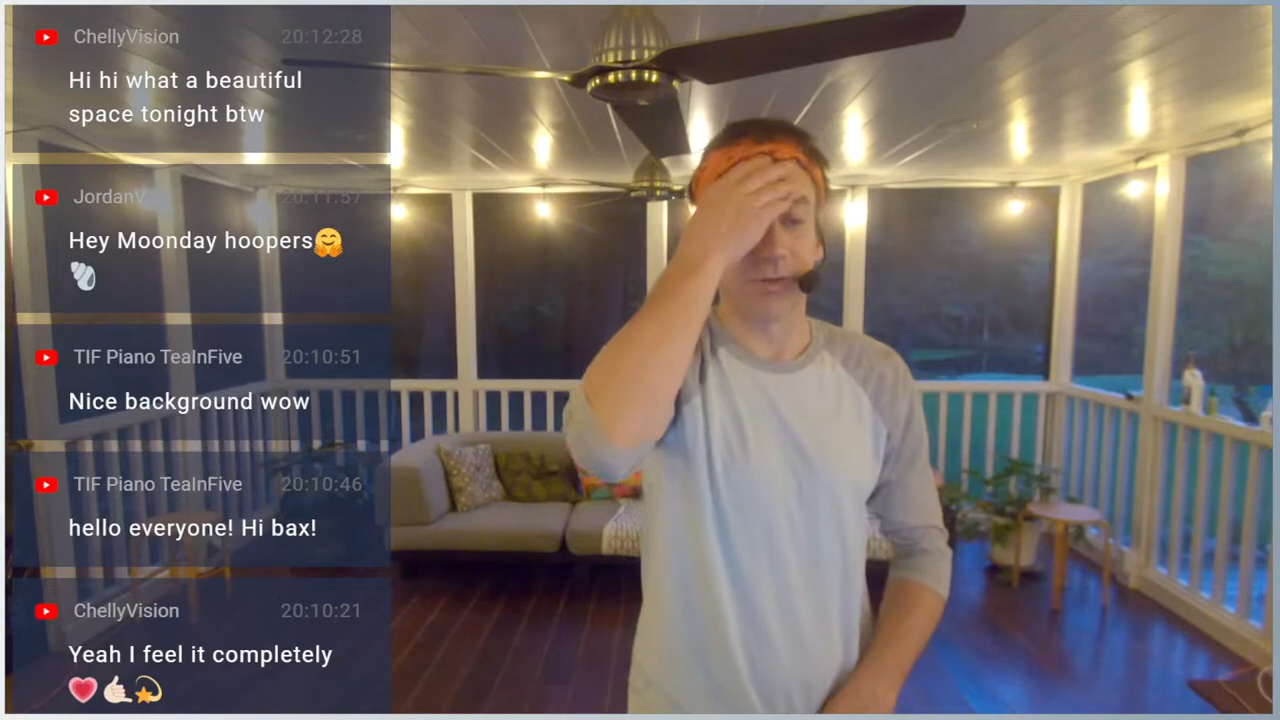 ChellyVision 20:12:28
Hi hi what a beautiful
space tonight btw
JordanV 20:11:57
Hey Moonday hoopers🤗
🐚
TIF Piano TeaInFive 20:10:51
Nice background wow
TIF Piano TeaInFive 20:10:46
hello everyone! Hi bax!
ChellyVision 20:10:21
Yeah I feel it completely
💗🤙🏻💫